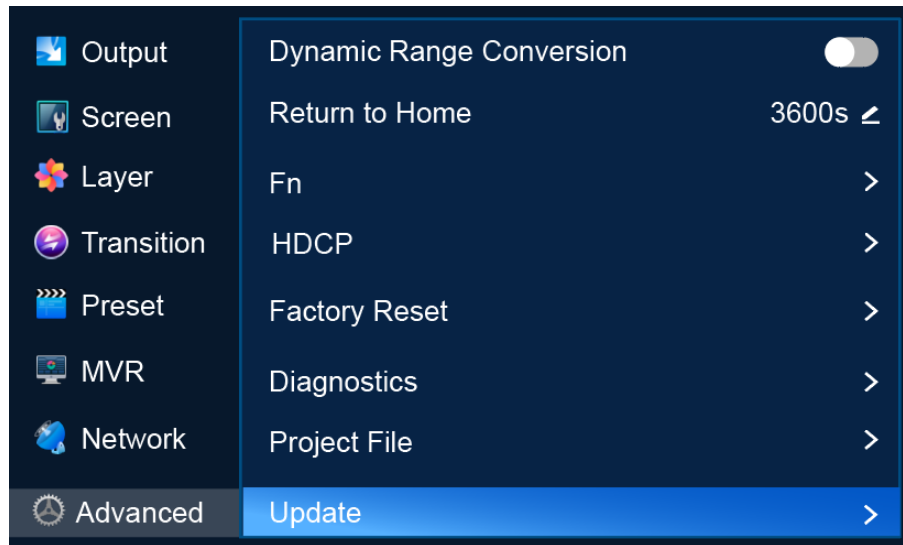 Output
Screen
Layer
Transition
Preset
MVR
Network
Advanced
Dynamic Range Conversion
Return to Home 3600s
Fn
HDCP
Factory Reset
Diagnostics
Project File
Update